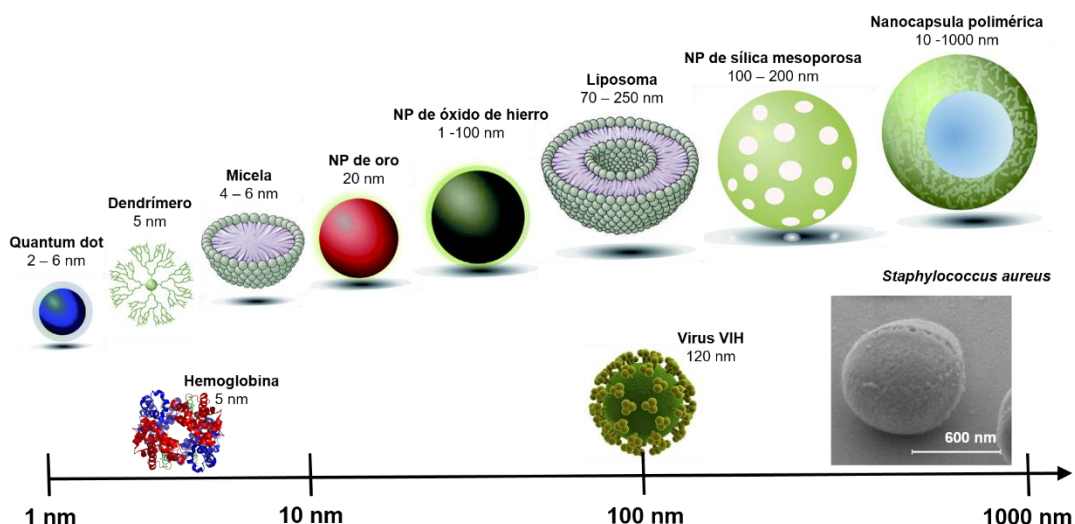 Nanocapsula polimérica
10 -1000 nm
NP de sílica mesoporosa
100 – 200 nm
Liposoma
70 – 250 nm
NP de óxido de hierro
1 -100 nm
NP de oro
20 nm
Micela
4 – 6 nm
Dendrímero
5 nm
Quantum dot
2 – 6 nm
Staphylococcus aureus
600 nm
Virus VIH
120 nm
Hemoglobina
5 nm
1 nm
10 nm
100 nm
1000 nm